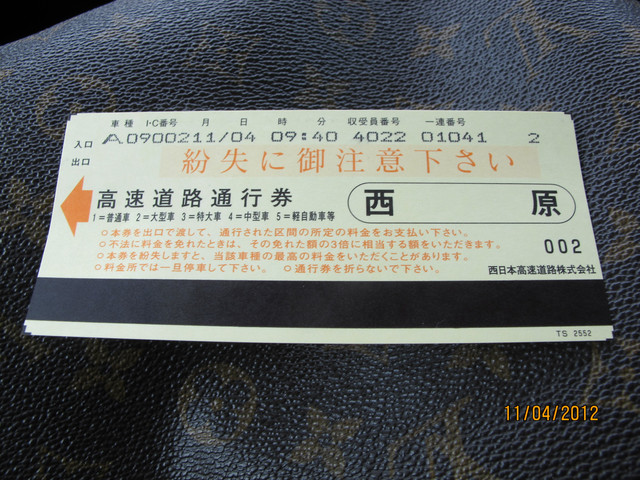 車種 I・C番号 月 日 時 分 収受員番号 一連番号
入口 A0900211/04 09:40 4022 01041 2
出口
紛失に御注意下さい
高速道路通行券
西原
1=普通車 2=大型車 3=特大車 4=中型車 5=軽自動車等
○本券を出口で渡して、通行された区間の所定の料金をお支払い下さい。
○不法に料金を免れたときは、その免れた額の3倍に相当する額をいただきます。
○本券を紛失しますと、当該車種の最高の料金をいただくことがあります。
○料金所では一旦停車して下さい。 ○通行券を折らないで下さい。
002
西日本高速道路株式会社
TS 2552
11/04/2012